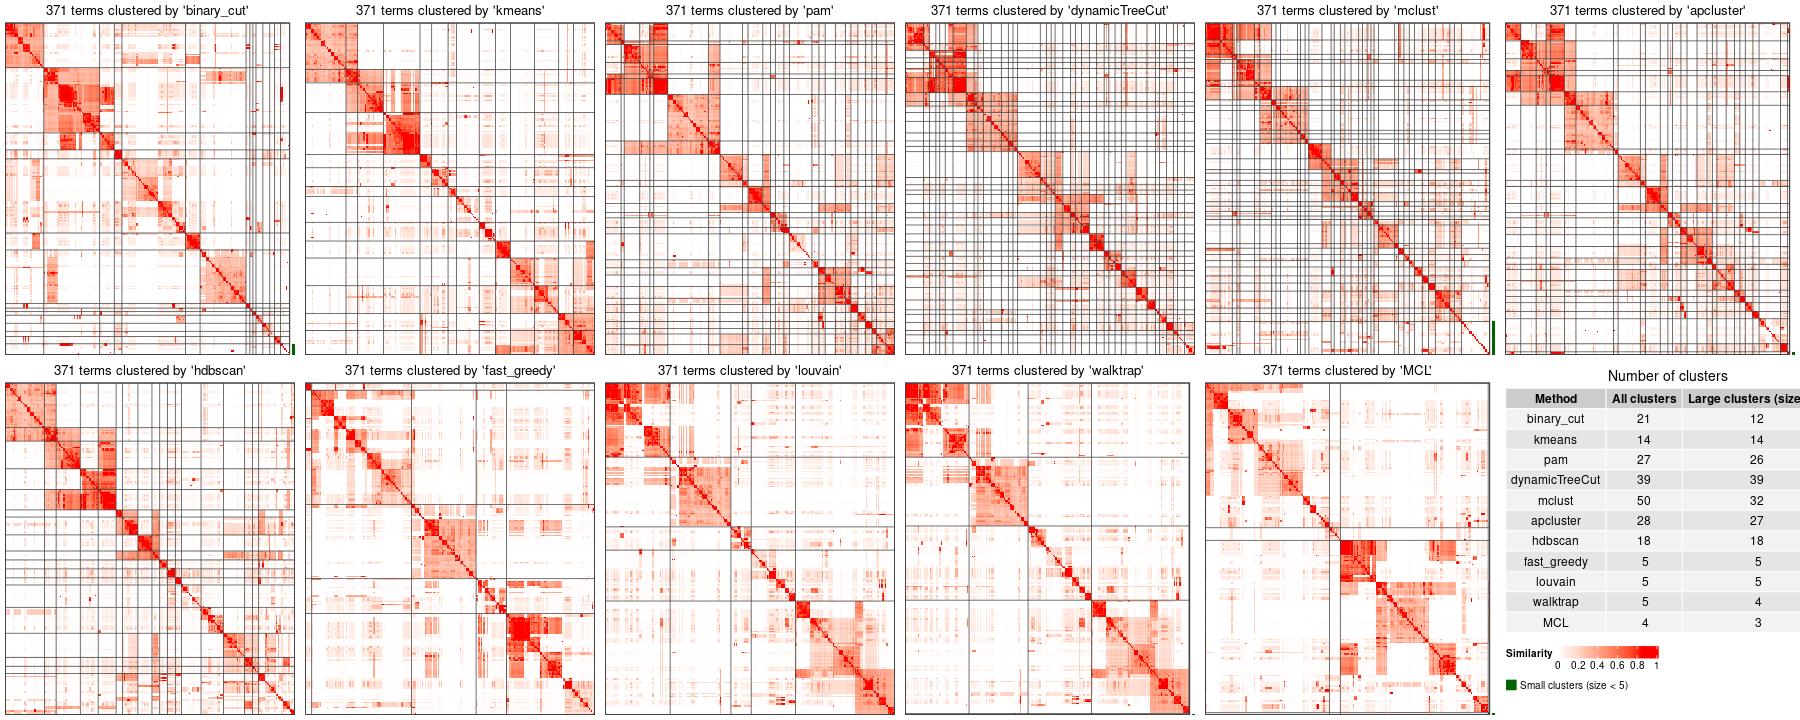 371 terms clustered by 'binary_cut'
371 terms clustered by 'kmeans'
371 terms clustered by 'pam'
371 terms clustered by 'dynamicTreeCut'
371 terms clustered by 'mclust'
371 terms clustered by 'apcluster'
371 terms clustered by 'hdbscan'
371 terms clustered by 'fast_greedy'
371 terms clustered by 'louvain'
371 terms clustered by 'walktrap'
371 terms clustered by 'MCL'
Number of clusters
Method All clusters Large clusters (size
binary_cut 21 12
kmeans 14 14
pam 27 26
dynamicTreeCut 39 39
mclust 50 32
apcluster 28 27
hdbscan 18 18
fast_greedy 5 5
louvain 5 5
walktrap 5 4
MCL 4 3
Similarity
0 0.2 0.4 0.6 0.8 1
Small clusters (size < 5)